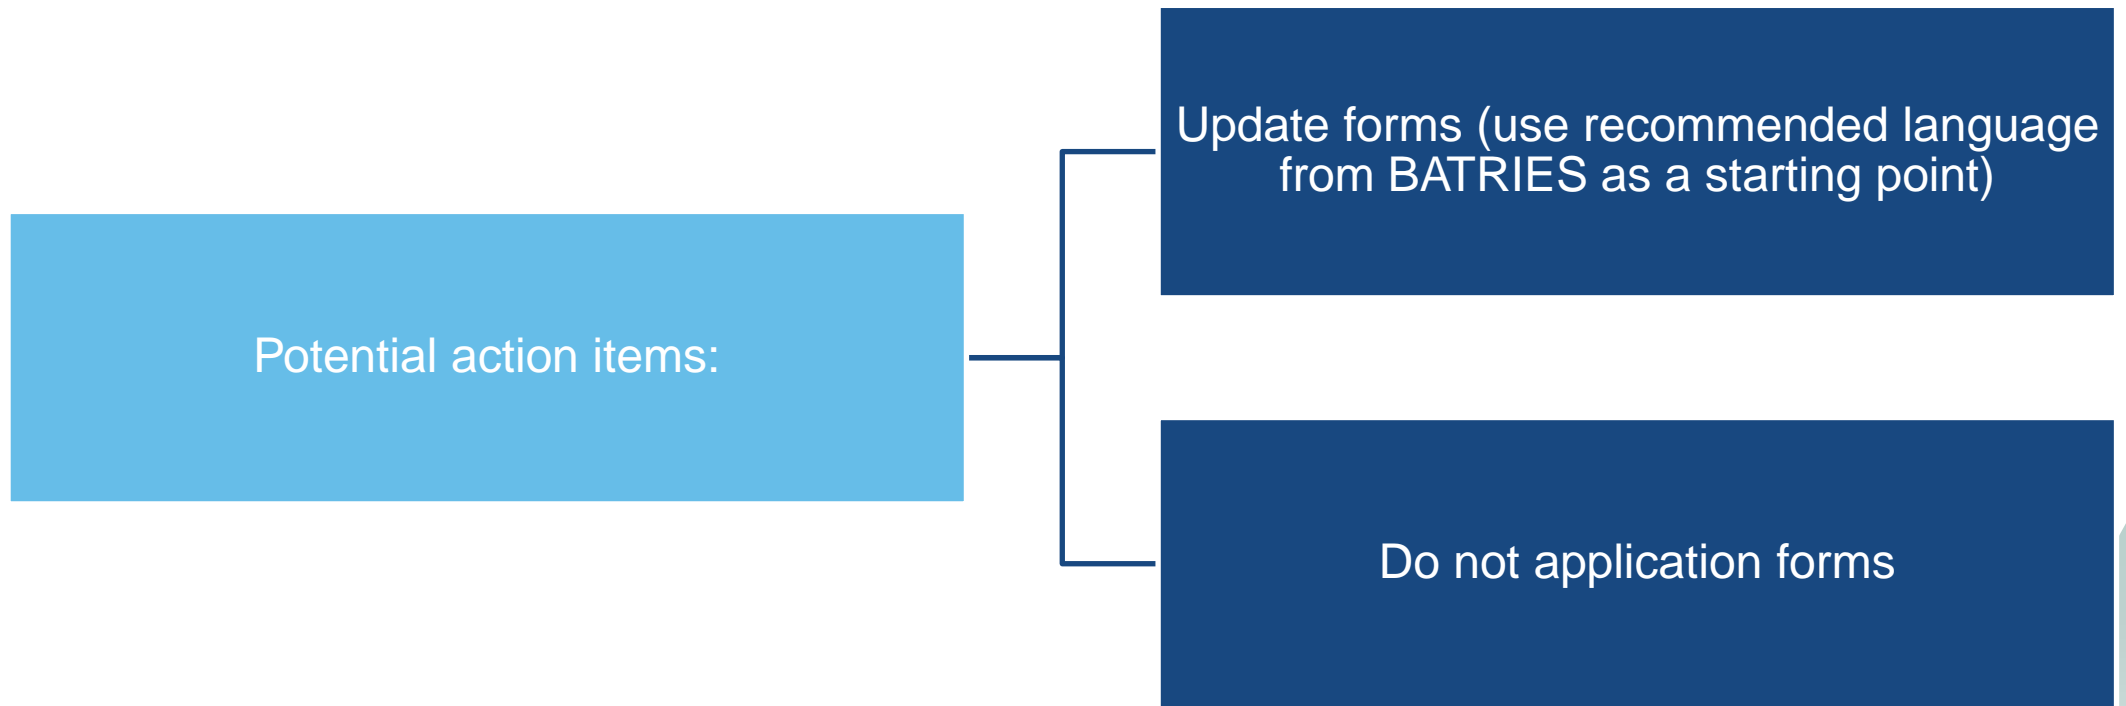 Potential action items:
Update forms (use recommended language
from BATRIES as a starting point)
Do not application forms